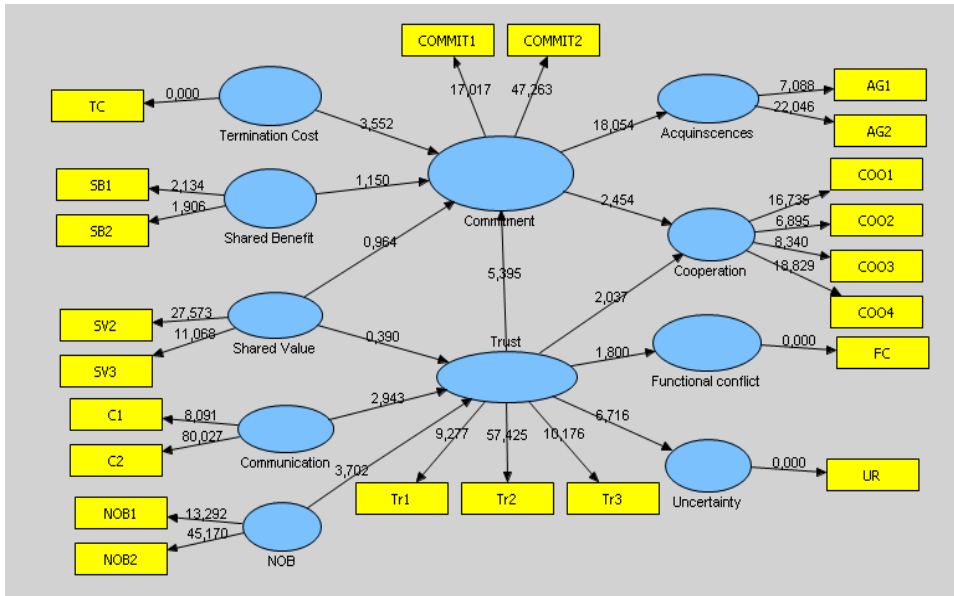 COMMIT1
COMMIT2
17,017
47,263
TC
0,000
Termination Cost
3,552
18,054
Acquinscences
7,088
AG1
22,046
AG2
SB1
2,134
SB2
1,906
Shared Benefit
1,150
Commitment
2,454
0,964
5,395
Cooperation
16,735
COO1
6,895
COO2
8,340
COO3
18,829
COO4
2,037
SV2
27,573
SV3
11,068
Shared Value
0,390
Trust
1,800
Functional conflict
0,000
FC
C1
8,091
C2
80,027
Communication
2,943
3,702
9,277
57,425
10,176
6,716
Tr1
Tr2
Tr3
Uncertainty
0,000
UR
NOB1
13,292
NOB2
45,170
NOB